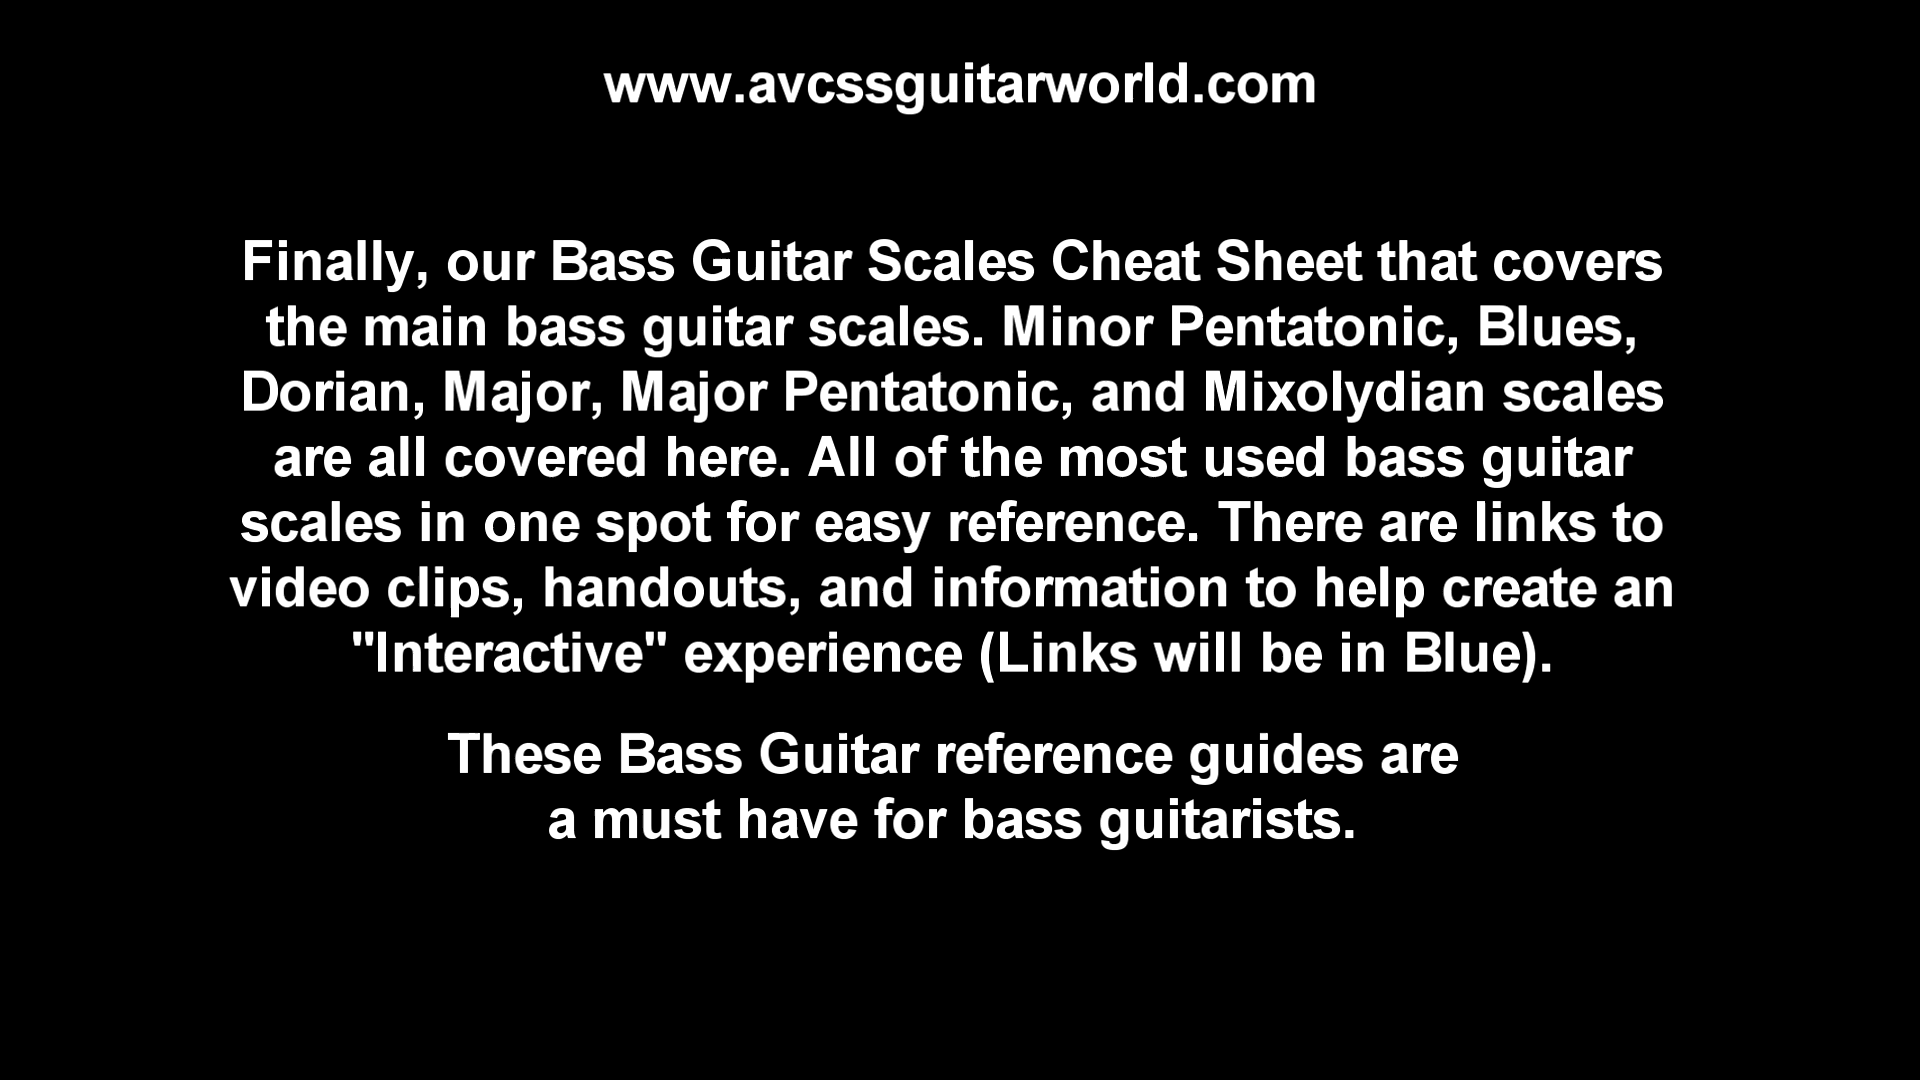 www.avcssguitarworld.com
Finally, our Bass Guitar Scales Cheat Sheet that covers
the main bass guitar scales. Minor Pentatonic, Blues,
Dorian, Major, Major Pentatonic, and Mixolydian scales
are all covered here. All of the most used bass guitar
scales in one spot for easy reference. There are links to
video clips, handouts, and information to help create an
"Interactive" experience (Links will be in Blue).
These Bass Guitar reference guides are
a must have for bass guitarists.